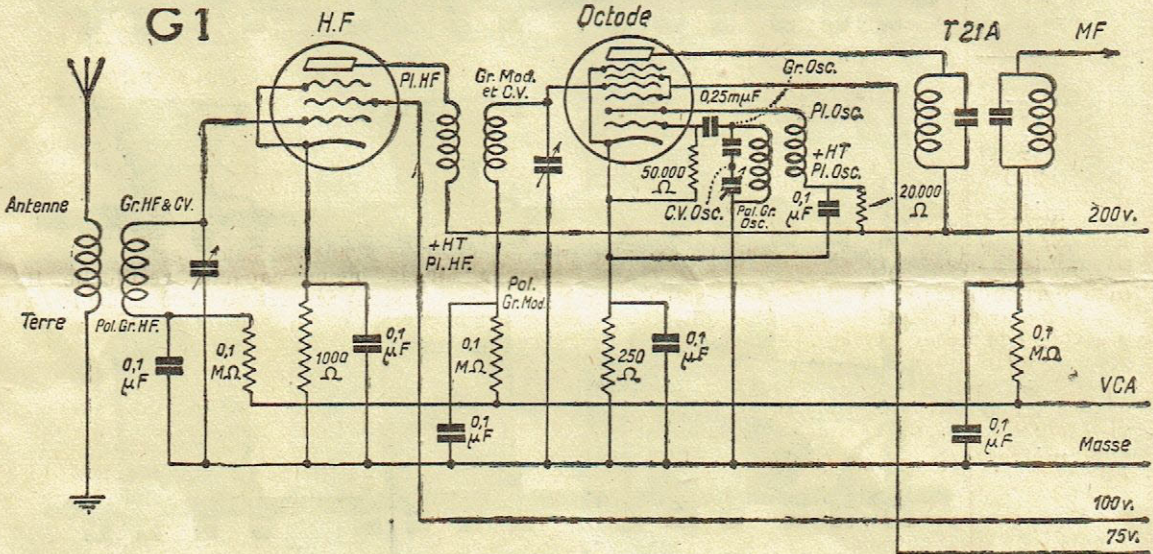 G1
H.F
Octode
T21A
MF
Pl.HF
Gr. Mod.
et C.V.
Gr. Osc.
0,25mµF
Pl.Osc.
+HT
Pl.Osc.
50.000
Ω
C.V. Osc.
Pol. Gr.
Osc.
0,1
µF
20.000
Ω
200v.
Antenne
Gr.HF & CV.
+HT
Pl.HF.
Terre
Pol. Gr. H.F.
Pol.
Gr. Mod.
0,1
µF
0,1
MΩ
1000
Ω
0,1
µF
0,1
MΩ
250
Ω
0,1
µF
0,1
MΩ
VCA
0,1
µF
0,1
µF
Masse
100v.
75v.